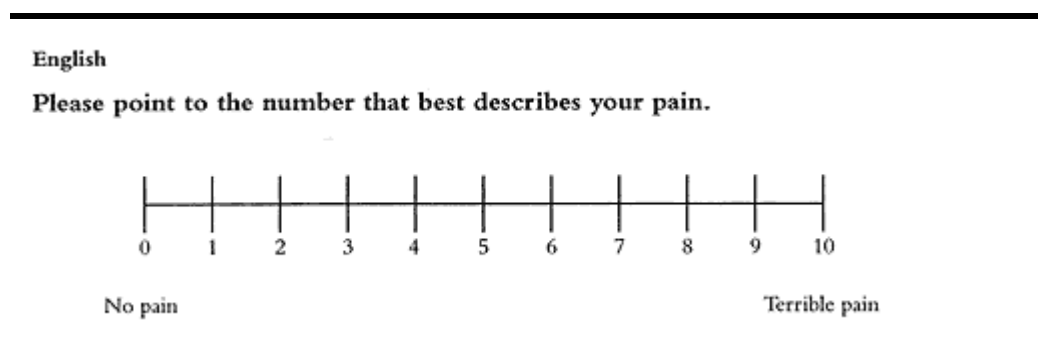 English
Please point to the number that best describes your pain.
0 1 2 3 4 5 6 7 8 9 10
No pain Terrible pain